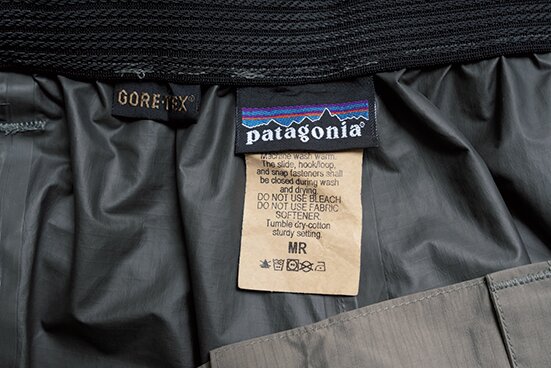 GORE-TEX®
patagonia®
Machine wash warm.
The slide, hook/loop,
and snap fasteners shall
be closed during wash
and drying.
DO NOT USE BLEACH
DO NOT USE FABRIC
SOFTENER.
Tumble dry-cotton
sturdy setting.
MR